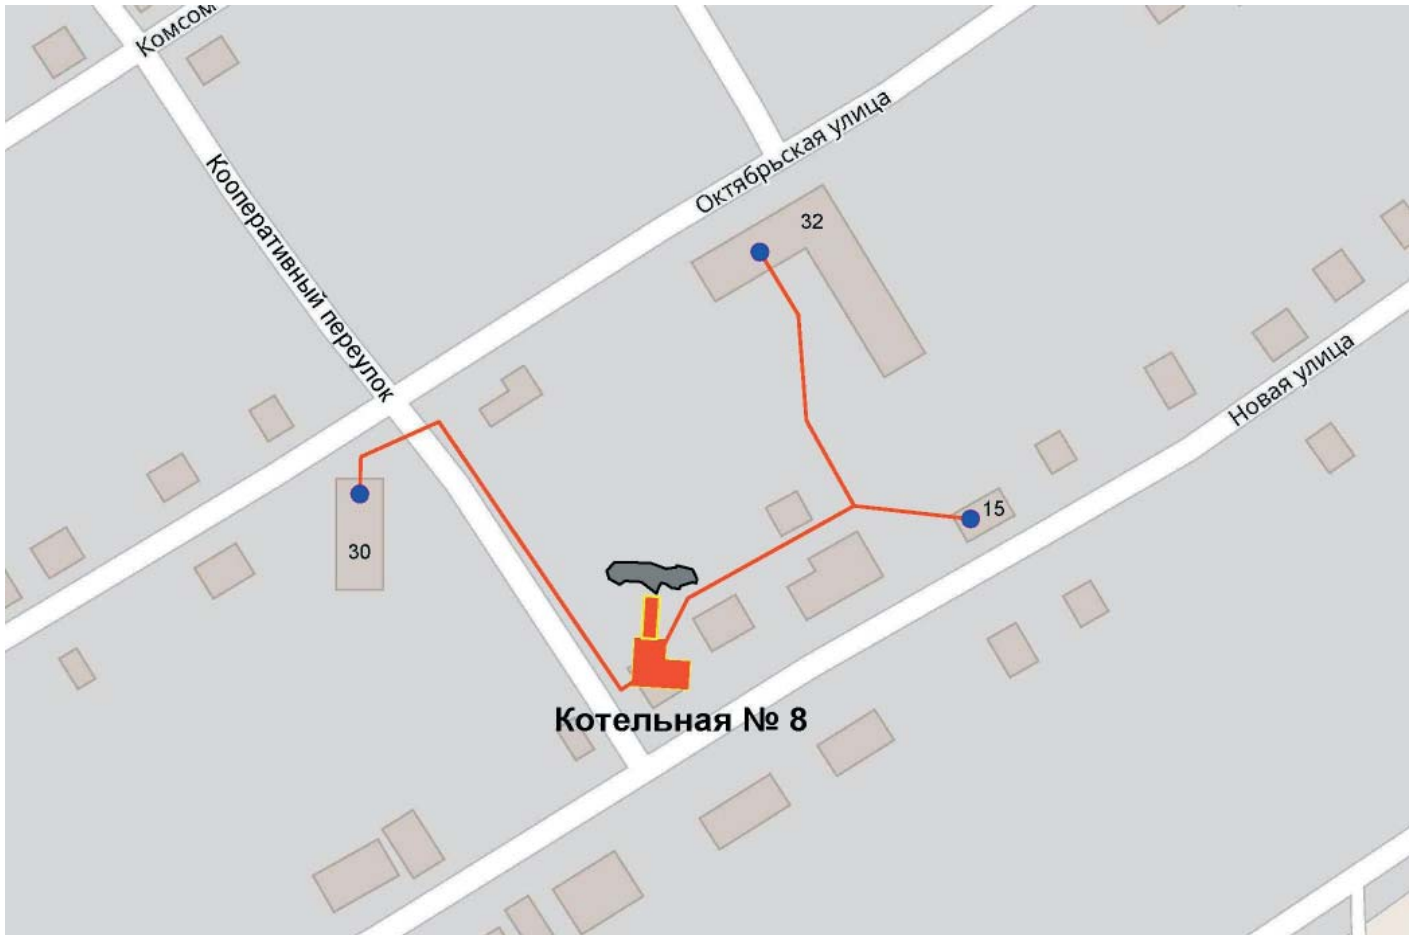 Комсом
Кооперативный переулок
Октябрьская улица
32
Новая улица
15
30
Котельная № 8